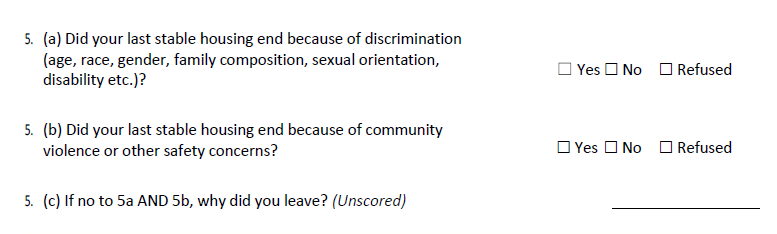 5. (a) Did your last stable housing end because of discrimination
(age, race, gender, family composition, sexual orientation,
disability etc.)?
☐ Yes ☐ No ☐ Refused
5. (b) Did your last stable housing end because of community
violence or other safety concerns?
☐ Yes ☐ No ☐ Refused
5. (c) If no to 5a AND 5b, why did you leave? (Unscored)